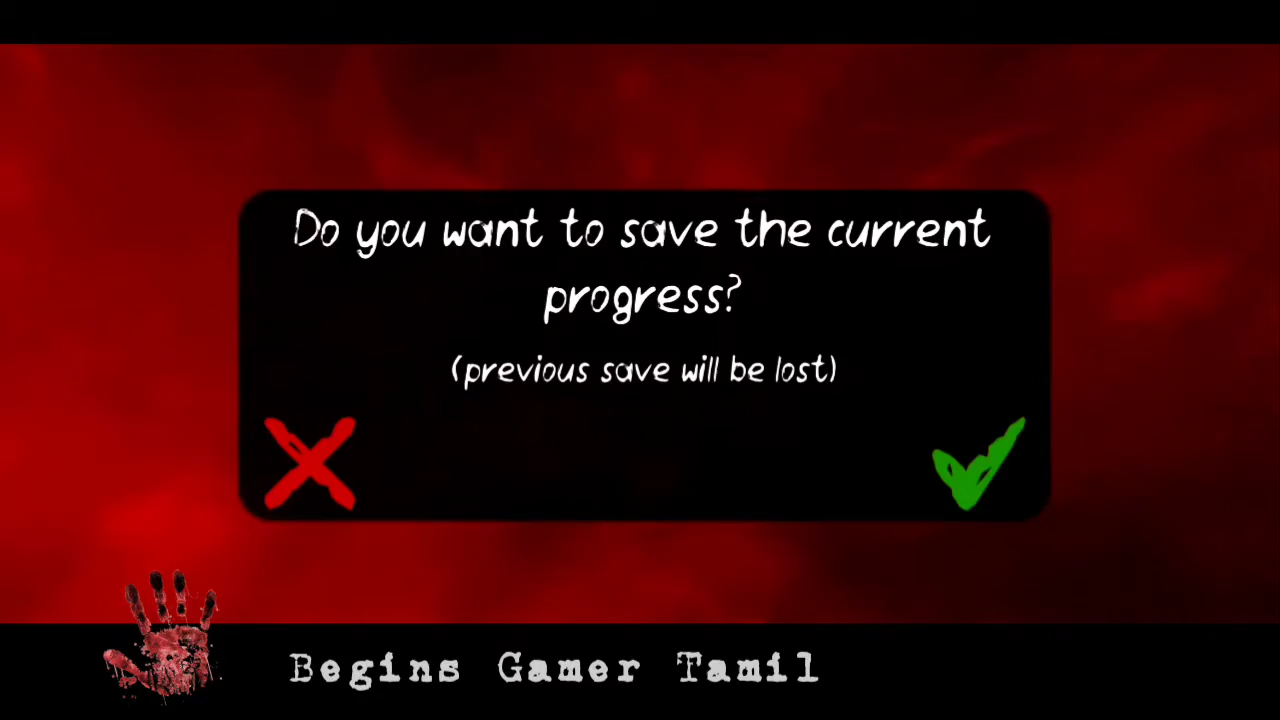 Do you want to save the current
progress?
(previous save will be lost)
Begins Gamer Tamil